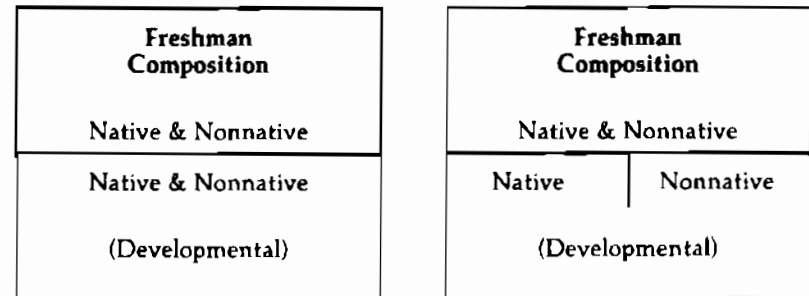 Freshman
Composition
Native & Nonnative
Native & Nonnative
(Developmental)
Freshman
Composition
Native & Nonnative
Native
Nonnative
(Developmental)